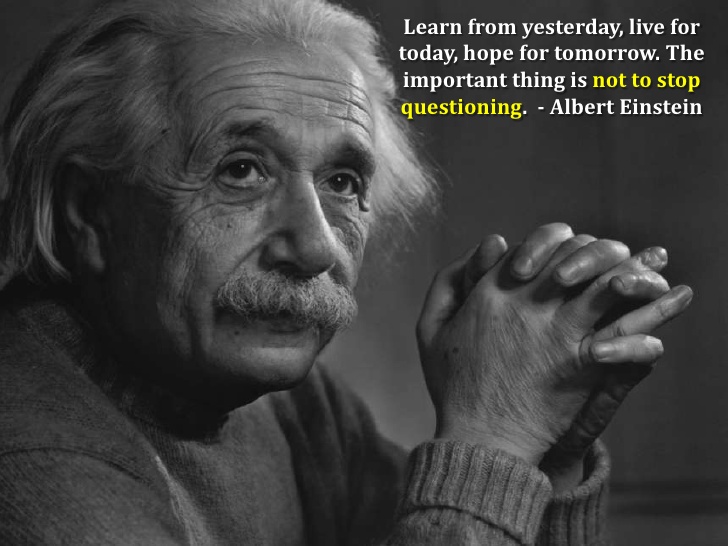 Learn from yesterday, live for
today, hope for tomorrow. The
important thing is not to stop
questioning.  - Albert Einstein